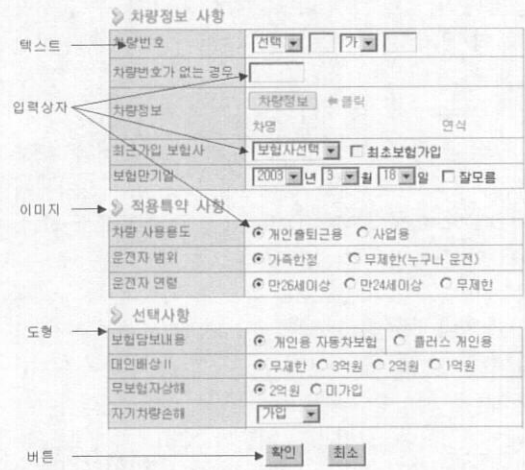 차량정보 사항
텍스트
차량번호 선택 가
차량번호가 없는 경우
입력상자
차량정보 차량정보 클릭
차명 연식
최근가입 보험사 보험사선택 최초보험가입
보험만기일 2003 년 3 월 18 일 잘모름
이미지
적용특약 사항
차량 사용용도 개인출퇴근용 사업용
운전자 범위 가족한정 무제한(누구나 운전)
운전자 연령 만26세이상 만24세이상 무제한
선택사항
도형
보험담보내용 개인용 자동차보험 플러스 개인용
대인배상 II 무제한 3억원 2억원 1억원
무보험자상해 2억원 미가입
자기차량손해 가입
버튼
확인 최소